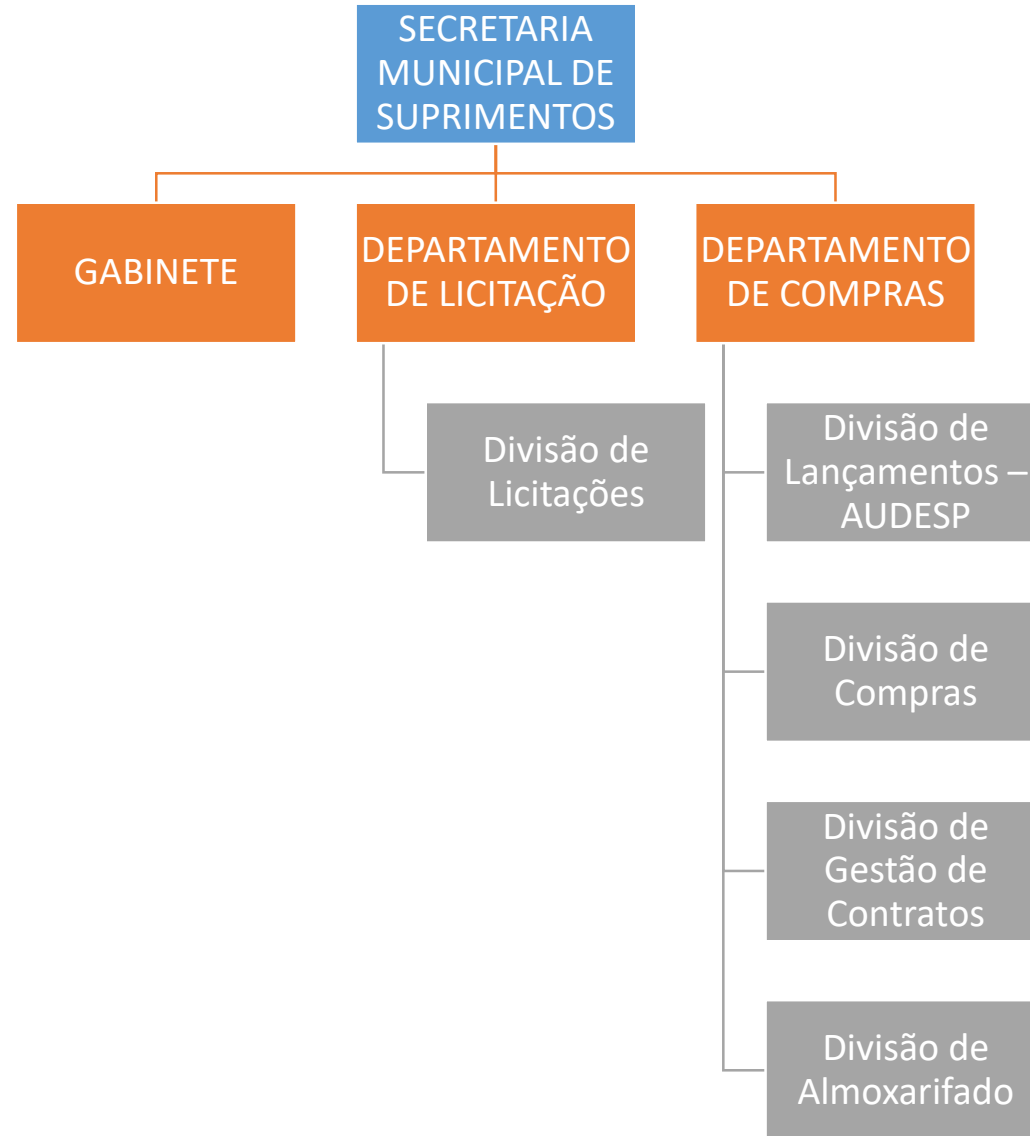 SECRETARIA
MUNICIPAL DE
SUPRIMENTOS
GABINETE
DEPARTAMENTO
DE LICITAÇÃO
DEPARTAMENTO
DE COMPRAS
Divisão de
Licitações
Divisão de
Lançamentos –
AUDESP
Divisão de
Compras
Divisão de
Gestão de
Contratos
Divisão de
Almoxarifado